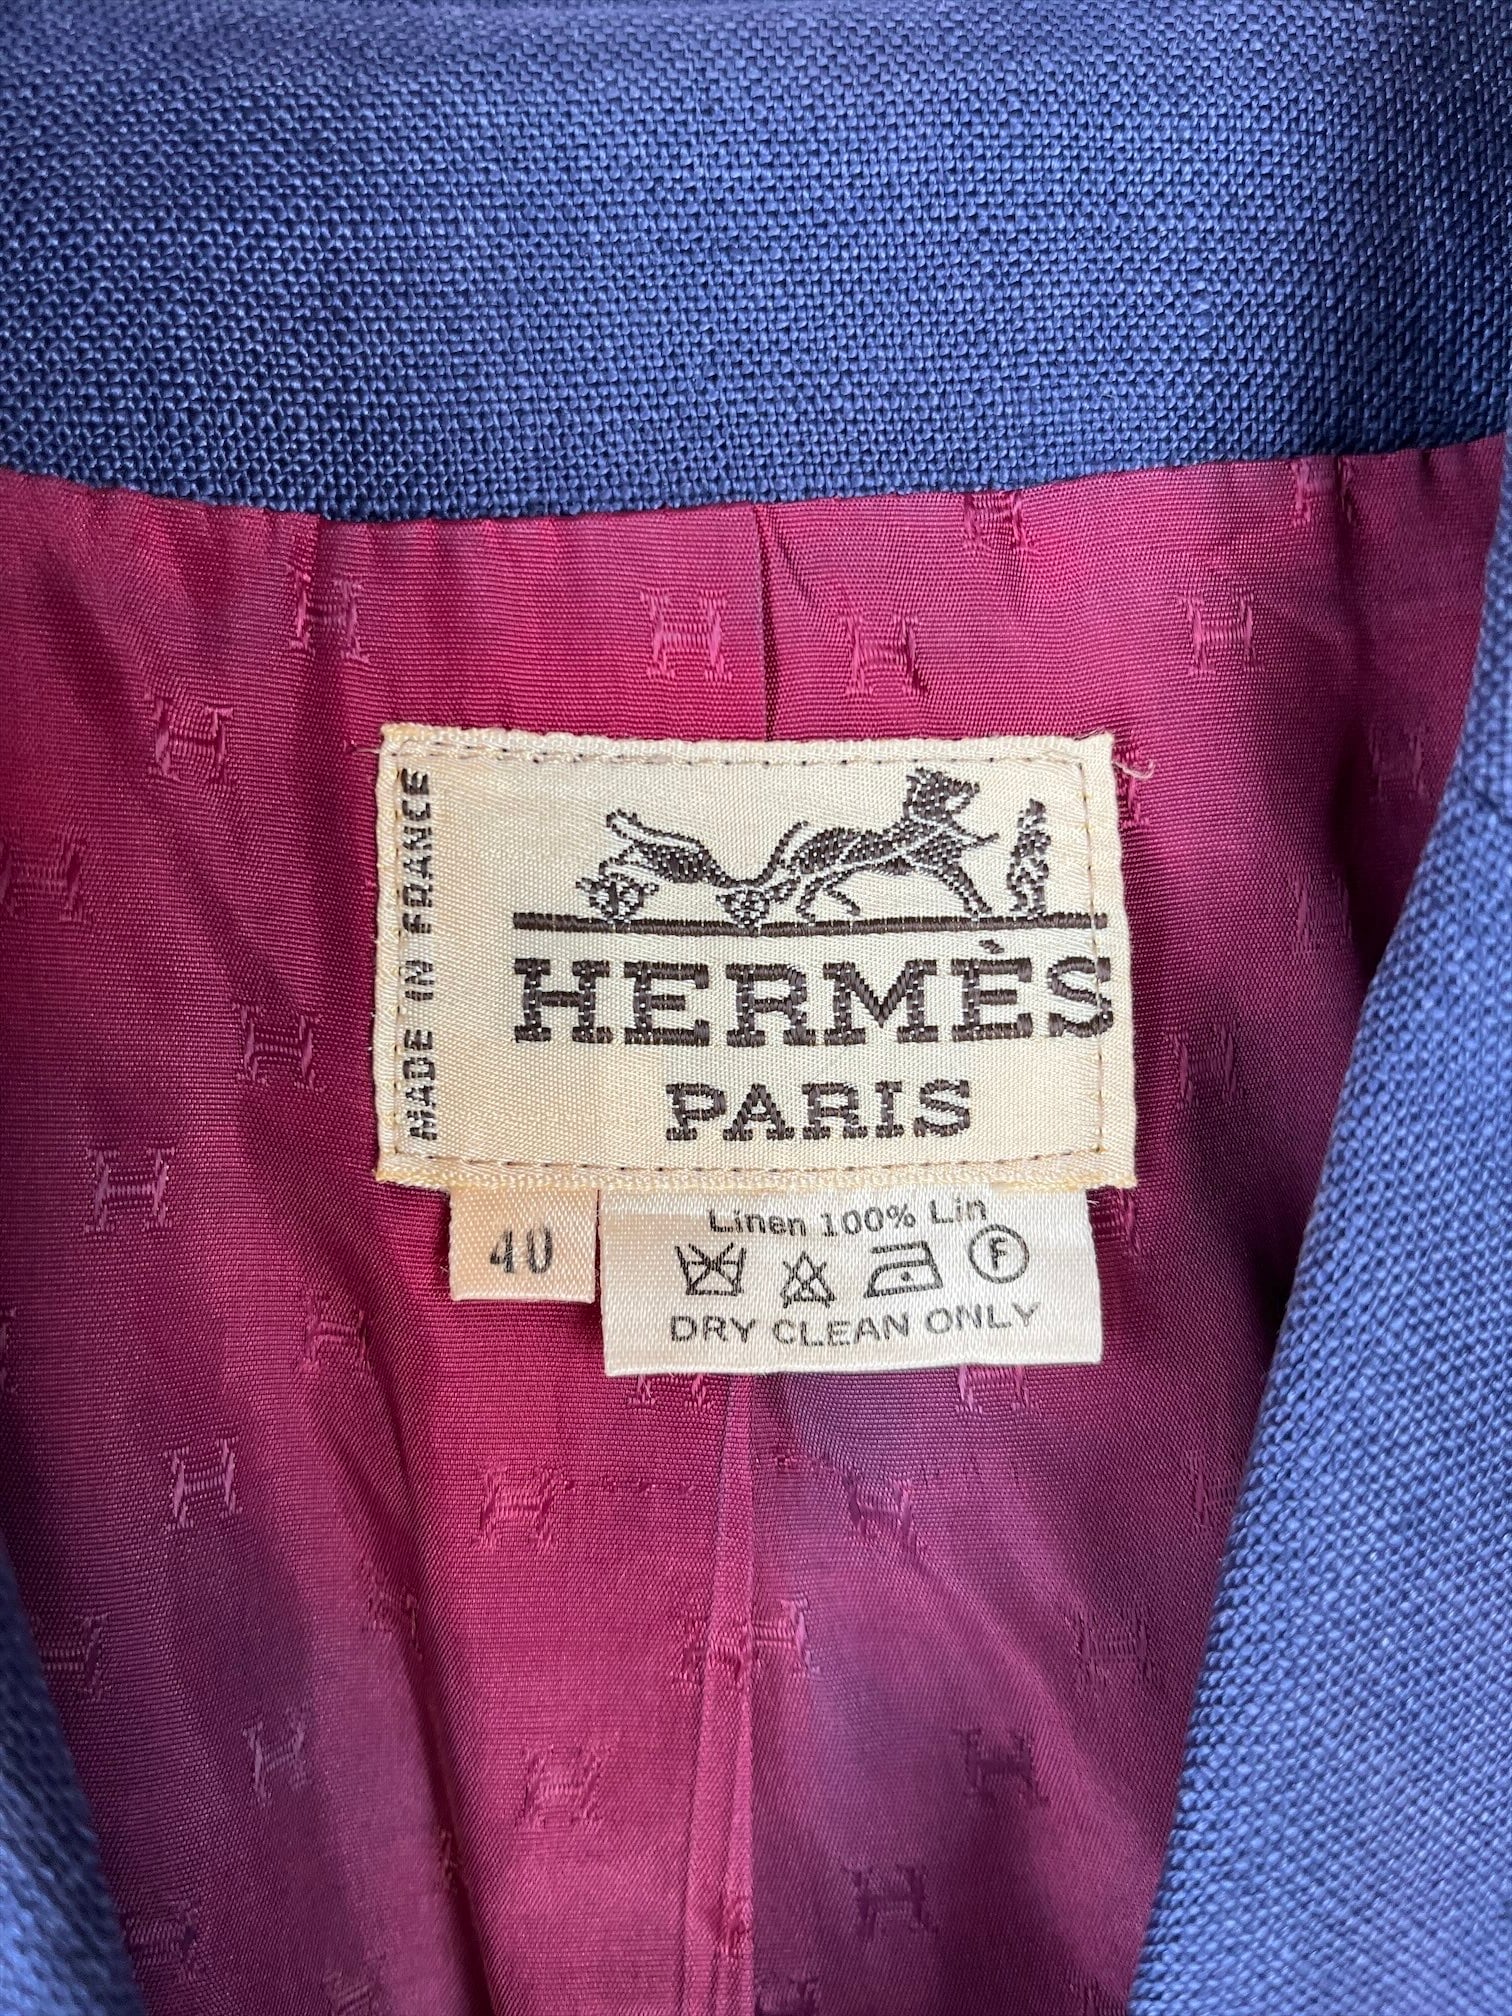 MADE IN FRANCE
HERMÈS
PARIS
40
Linen 100% Lin
F
DRY CLEAN ONLY